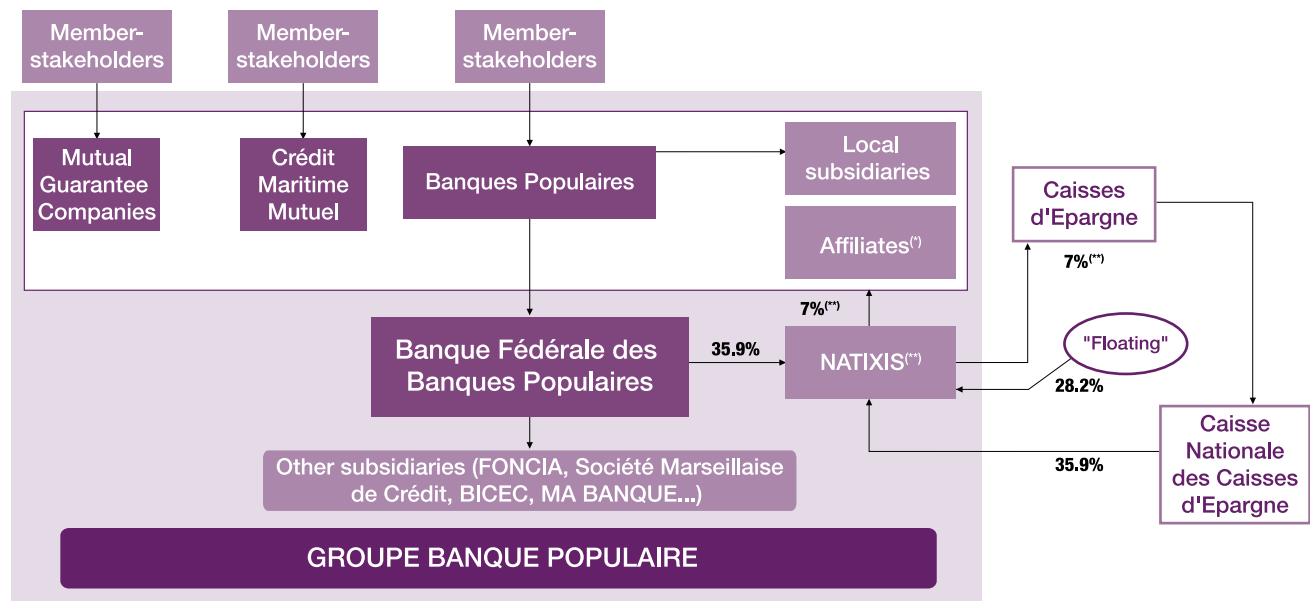 Member-
stakeholders
Member-
stakeholders
Member-
stakeholders
Mutual
Guarantee
Companies
Crédit
Maritime
Mutuel
Banques Populaires
Local
subsidiaries
Affiliates(*)
Caisses
d'Epargne
7%(**)
7%(**)
Banque Fédérale des
Banques Populaires
35.9%
NATIXIS(**)
"Floating"
28.2%
Caisse
Nationale
des Caisses
d'Epargne
35.9%
Other subsidiaries (FONCIA, Société Marseillaise
de Crédit, BICEC, MA BANQUE...)
GROUPE BANQUE POPULAIRE